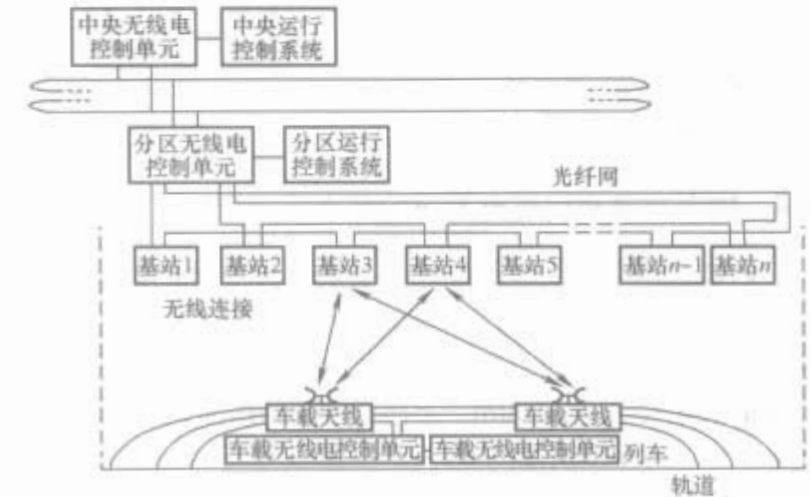 中央无线电
控制单元
中央运行
控制系统
分区无线电
控制单元
分区运行
控制系统
光纤网
基站1
基站2
基站3
基站4
基站5
基站n-1
基站n
无线连接
车载天线
车载天线
车载无线电控制单元
车载无线电控制单元
列车
轨道